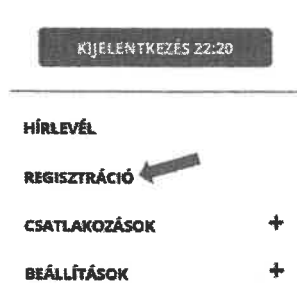 KIJELENTKEZÉS 22:20
HÍRLEVÉL
REGISZTRÁCIÓ
CSATLAKOZÁSOK +
BEÁLLÍTÁSOK +